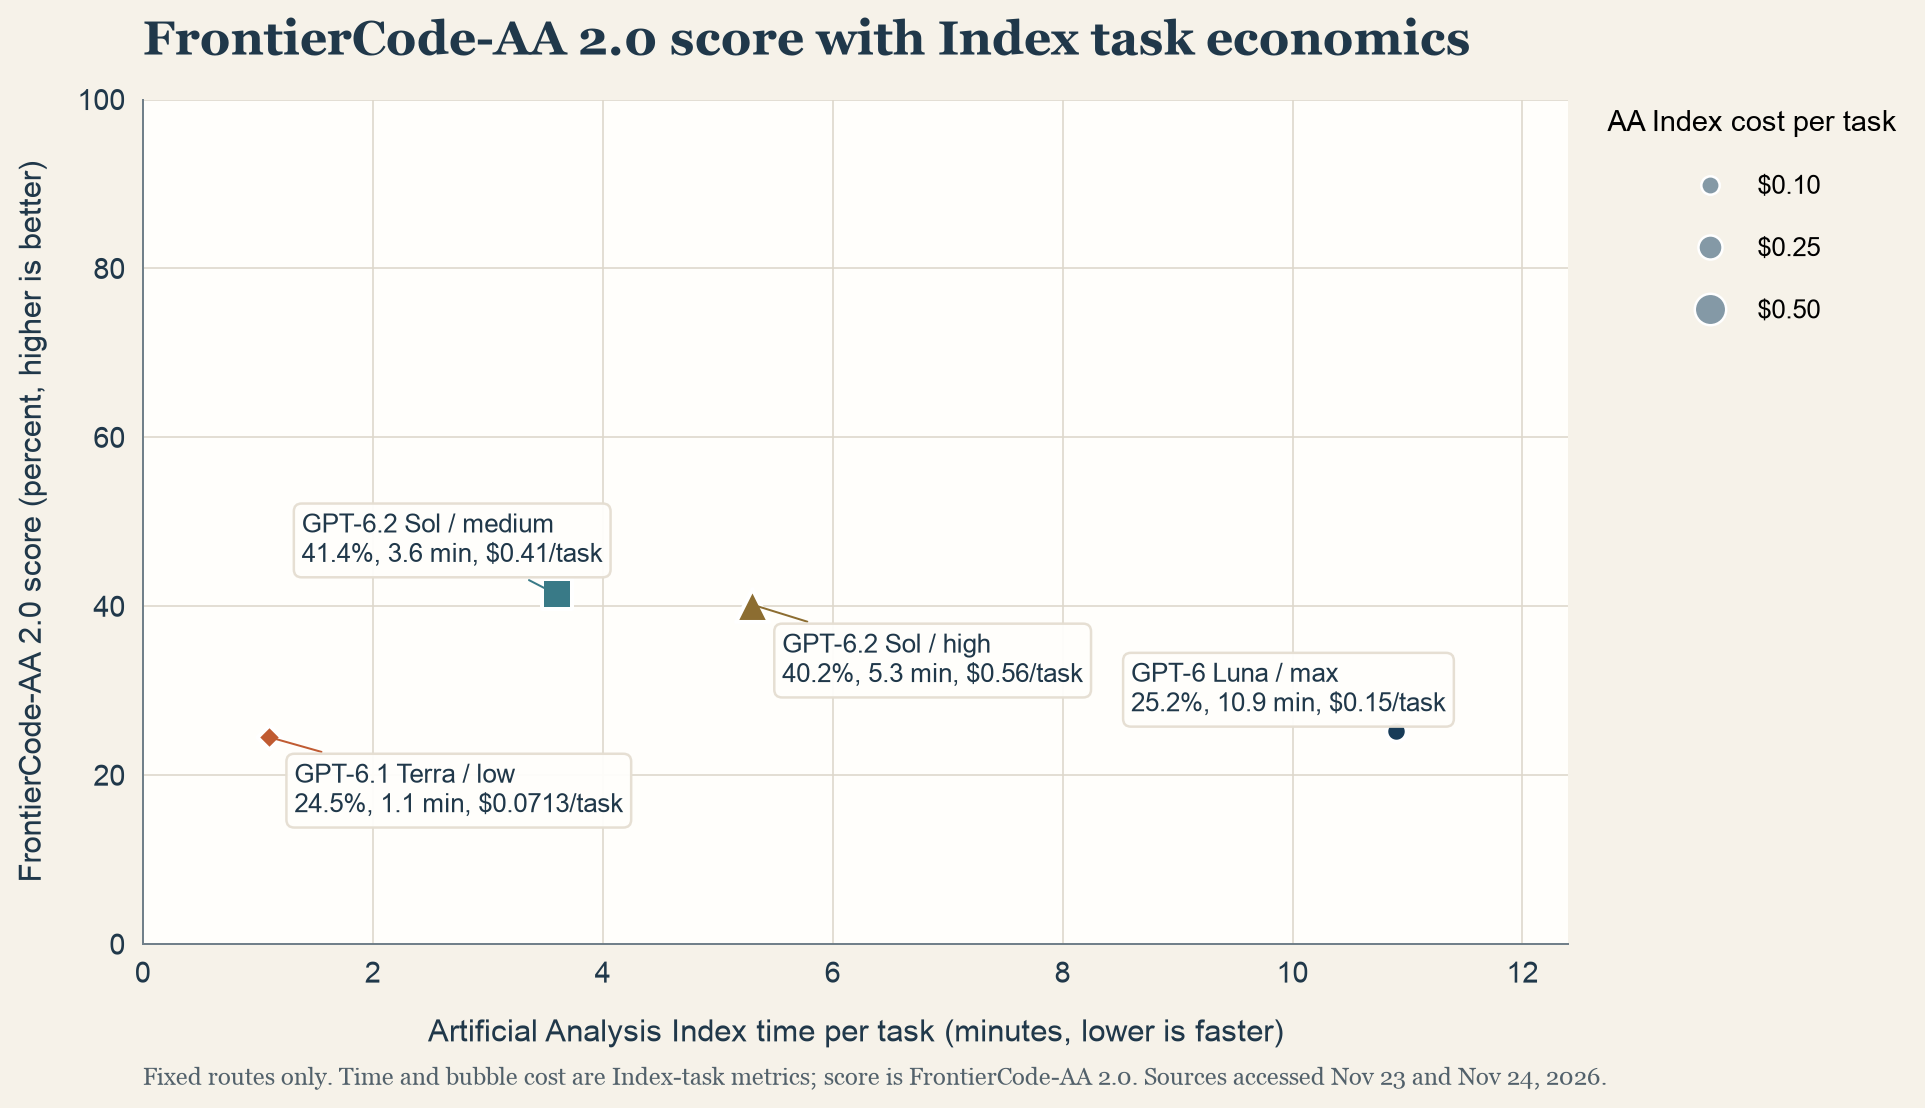 FrontierCode-AA 2.0 score with Index task economics
FrontierCode-AA 2.0 score (percent, higher is better)
100
80
60
40
20
0
GPT-6.2 Sol / medium
41.4%, 3.6 min, $0.41/task
GPT-6.2 Sol / high
40.2%, 5.3 min, $0.56/task
GPT-6 Luna / max
25.2%, 10.9 min, $0.15/task
GPT-6.1 Terra / low
24.5%, 1.1 min, $0.0713/task
0
2
4
6
8
10
12
Artificial Analysis Index time per task (minutes, lower is faster)
AA Index cost per task
$0.10
$0.25
$0.50
Fixed routes only. Time and bubble cost are Index-task metrics; score is FrontierCode-AA 2.0. Sources accessed Nov 23 and Nov 24, 2026.